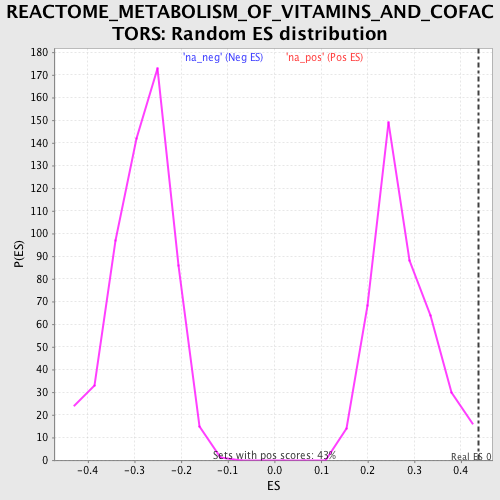 REACTOME_METABOLISM_OF_VITAMINS_AND_COFAC
TORS: Random ES distribution
'na_neg' (Neg ES) 'na_pos' (Pos ES)
180
170
160
150
140
130
120
110
100
90
80
70
60
50
40
30
20
10
0
P(ES)
Sets with pos scores: 43%
Real ES 0
-0.4 -0.3 -0.2 -0.1 0.0 0.1 0.2 0.3 0.4
ES